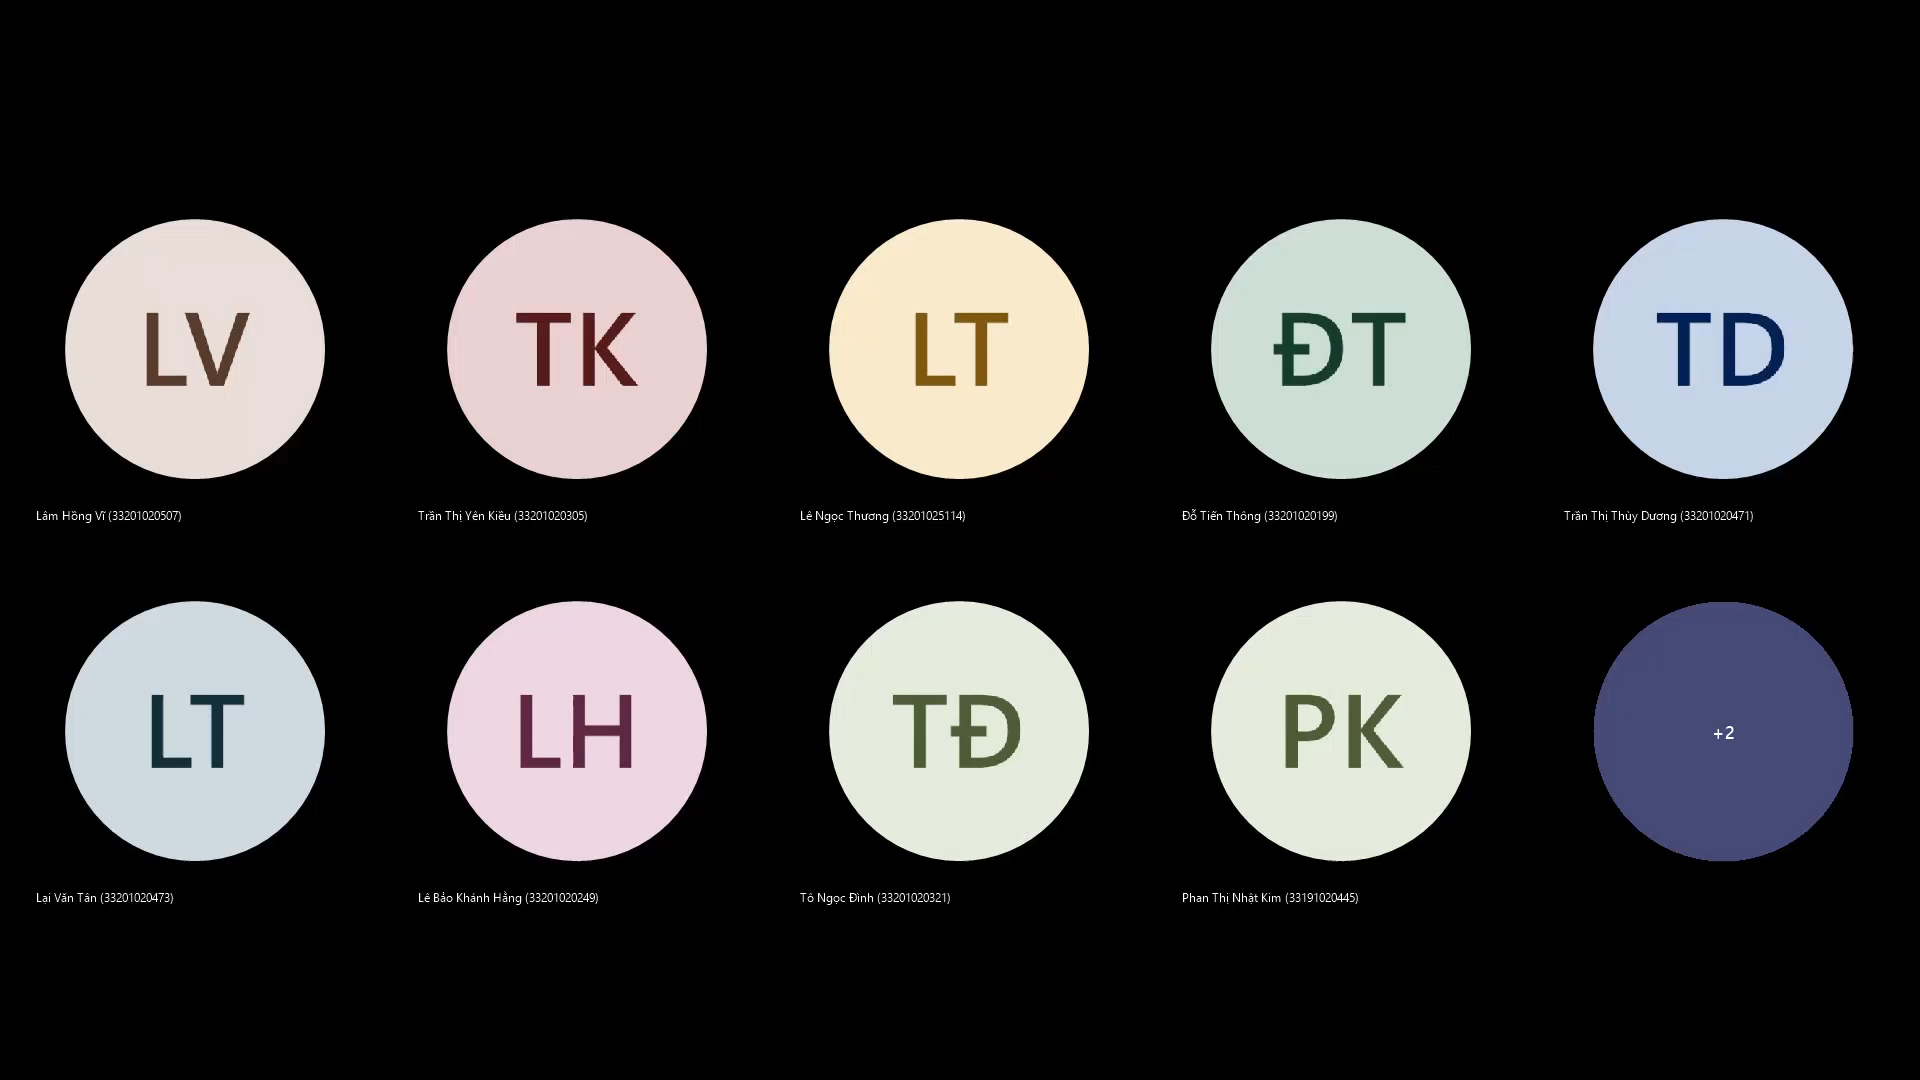 LV
TK
LT
ĐT
TD
Lâm Hồng Vĩ (33201020507)
Trần Thị Yên Kiều (33201020305)
Lê Ngọc Thương (33201025114)
Đỗ Tiến Thông (33201020199)
Trần Thị Thùy Dương (33201020471)
LT
LH
TĐ
PK
+2
Lại Văn Tân (33201020473)
Lê Bảo Khánh Hằng (33201020249)
Tô Ngọc Đình (33201020321)
Phan Thị Nhật Kim (33191020445)